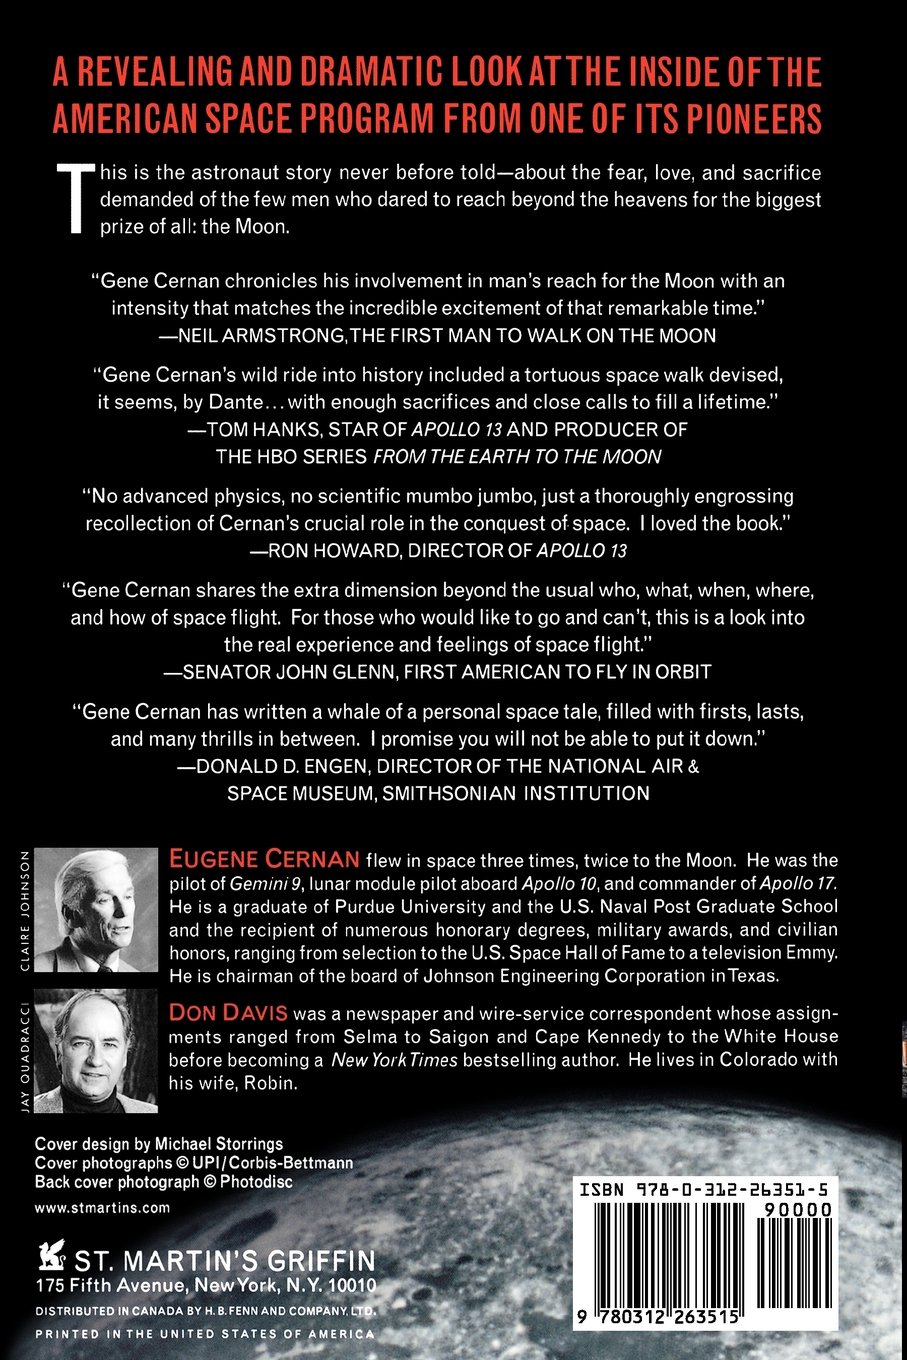 A REVEALING AND DRAMATIC LOOK AT THE INSIDE OF THE
AMERICAN SPACE PROGRAM FROM ONE OF ITS PIONEERS
This is the astronaut story never before told—about the fear, love, and sacrifice
demanded of the few men who dared to reach beyond the heavens for the biggest
prize of all: the Moon.
“Gene Cernan chronicles his involvement in man’s reach for the Moon with an
intensity that matches the incredible excitement of that remarkable time.”
—NEIL ARMSTRONG, THE FIRST MAN TO WALK ON THE MOON
“Gene Cernan’s wild ride into history included a tortuous space walk devised,
it seems, by Dante...with enough sacrifices and close calls to fill a lifetime.”
—TOM HANKS, STAR OF APOLLO 13 AND PRODUCER OF
THE HBO SERIES FROM THE EARTH TO THE MOON
“No advanced physics, no scientific mumbo jumbo, just a thoroughly engrossing
recollection of Cernan’s crucial role in the conquest of space. I loved the book.”
—RON HOWARD, DIRECTOR OF APOLLO 13
“Gene Cernan shares the extra dimension beyond the usual who, what, when, where,
and how of space flight. For those who would like to go and can’t, this is a look into
the real experience and feelings of space flight.”
—SENATOR JOHN GLENN, FIRST AMERICAN TO FLY IN ORBIT
“Gene Cernan has written a whale of a personal space tale, filled with firsts, lasts,
and many thrills in between. I promise you will not be able to put it down.”
—DONALD D. ENGEN, DIRECTOR OF THE NATIONAL AIR &
SPACE MUSEUM, SMITHSONIAN INSTITUTION
CLAIRE JOHNSON
EUGENE CERNAN flew in space three times, twice to the Moon. He was the
pilot of Gemini 9, lunar module pilot aboard Apollo 10, and commander of Apollo 17.
He is a graduate of Purdue University and the U.S. Naval Post Graduate School
and the recipient of numerous honorary degrees, military awards, and civilian
honors, ranging from selection to the U.S. Space Hall of Fame to a television Emmy.
He is chairman of the board of Johnson Engineering Corporation in Texas.
JAY QUADRACCI
DON DAVIS was a newspaper and wire-service correspondent whose assign-
ments ranged from Selma to Saigon and Cape Kennedy to the White House
before becoming a New York Times bestselling author. He lives in Colorado with
his wife, Robin.
Cover design by Michael Storrings
Cover photographs © UPI/Corbis-Bettmann
Back cover photograph © Photodisc
www.stmartins.com
ST. MARTIN’S GRIFFIN
175 Fifth Avenue, New York, N.Y. 10010
DISTRIBUTED IN CANADA BY H. B. FENN AND COMPANY, LTD.
PRINTED IN THE UNITED STATES OF AMERICA
ISBN 978-0-312-26351-5
90000
9 780312 263515